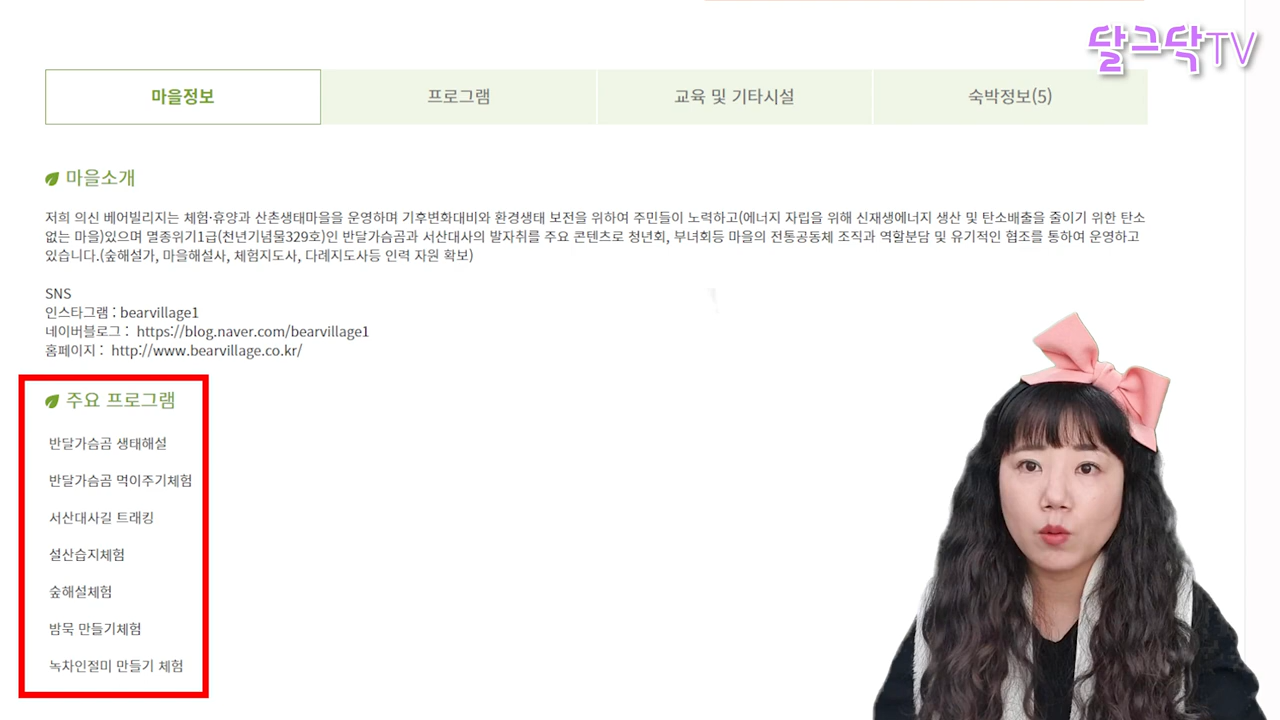 달그닥TV
마을정보
프로그램
교육 및 기타시설
숙박정보(5)
마을소개
저희 의신 베어빌리지는 체험·휴양과 산촌생태마을을 운영하며 기후변화대비와 환경생태 보전을 위하여 주민들이 노력하고(에너지 자립을 위해 신재생에너지 생산 및 탄소배출을 줄이기 위한 탄소
없는 마을)있으며 멸종위기1급(천년기념물329호)인 반달가슴곰과 서산대사의 발자취를 주요 콘텐츠로 청년회, 부녀회등 마을의 전통공동체 조직과 역할분담 및 유기적인 협조를 통하여 운영하고
있습니다.(숲해설가, 마을해설사, 체험지도사, 다례지도사등 인력 자원 확보)
SNS
인스타그램 : bearvillage1
네이버블로그 : https://blog.naver.com/bearvillage1
홈페이지 : http://www.bearvillage.co.kr/
주요 프로그램
반달가슴곰 생태해설
반달가슴곰 먹이주기체험
서산대사길 트래킹
설산습지체험
숲해설체험
밤묵 만들기체험
녹차인절미 만들기 체험